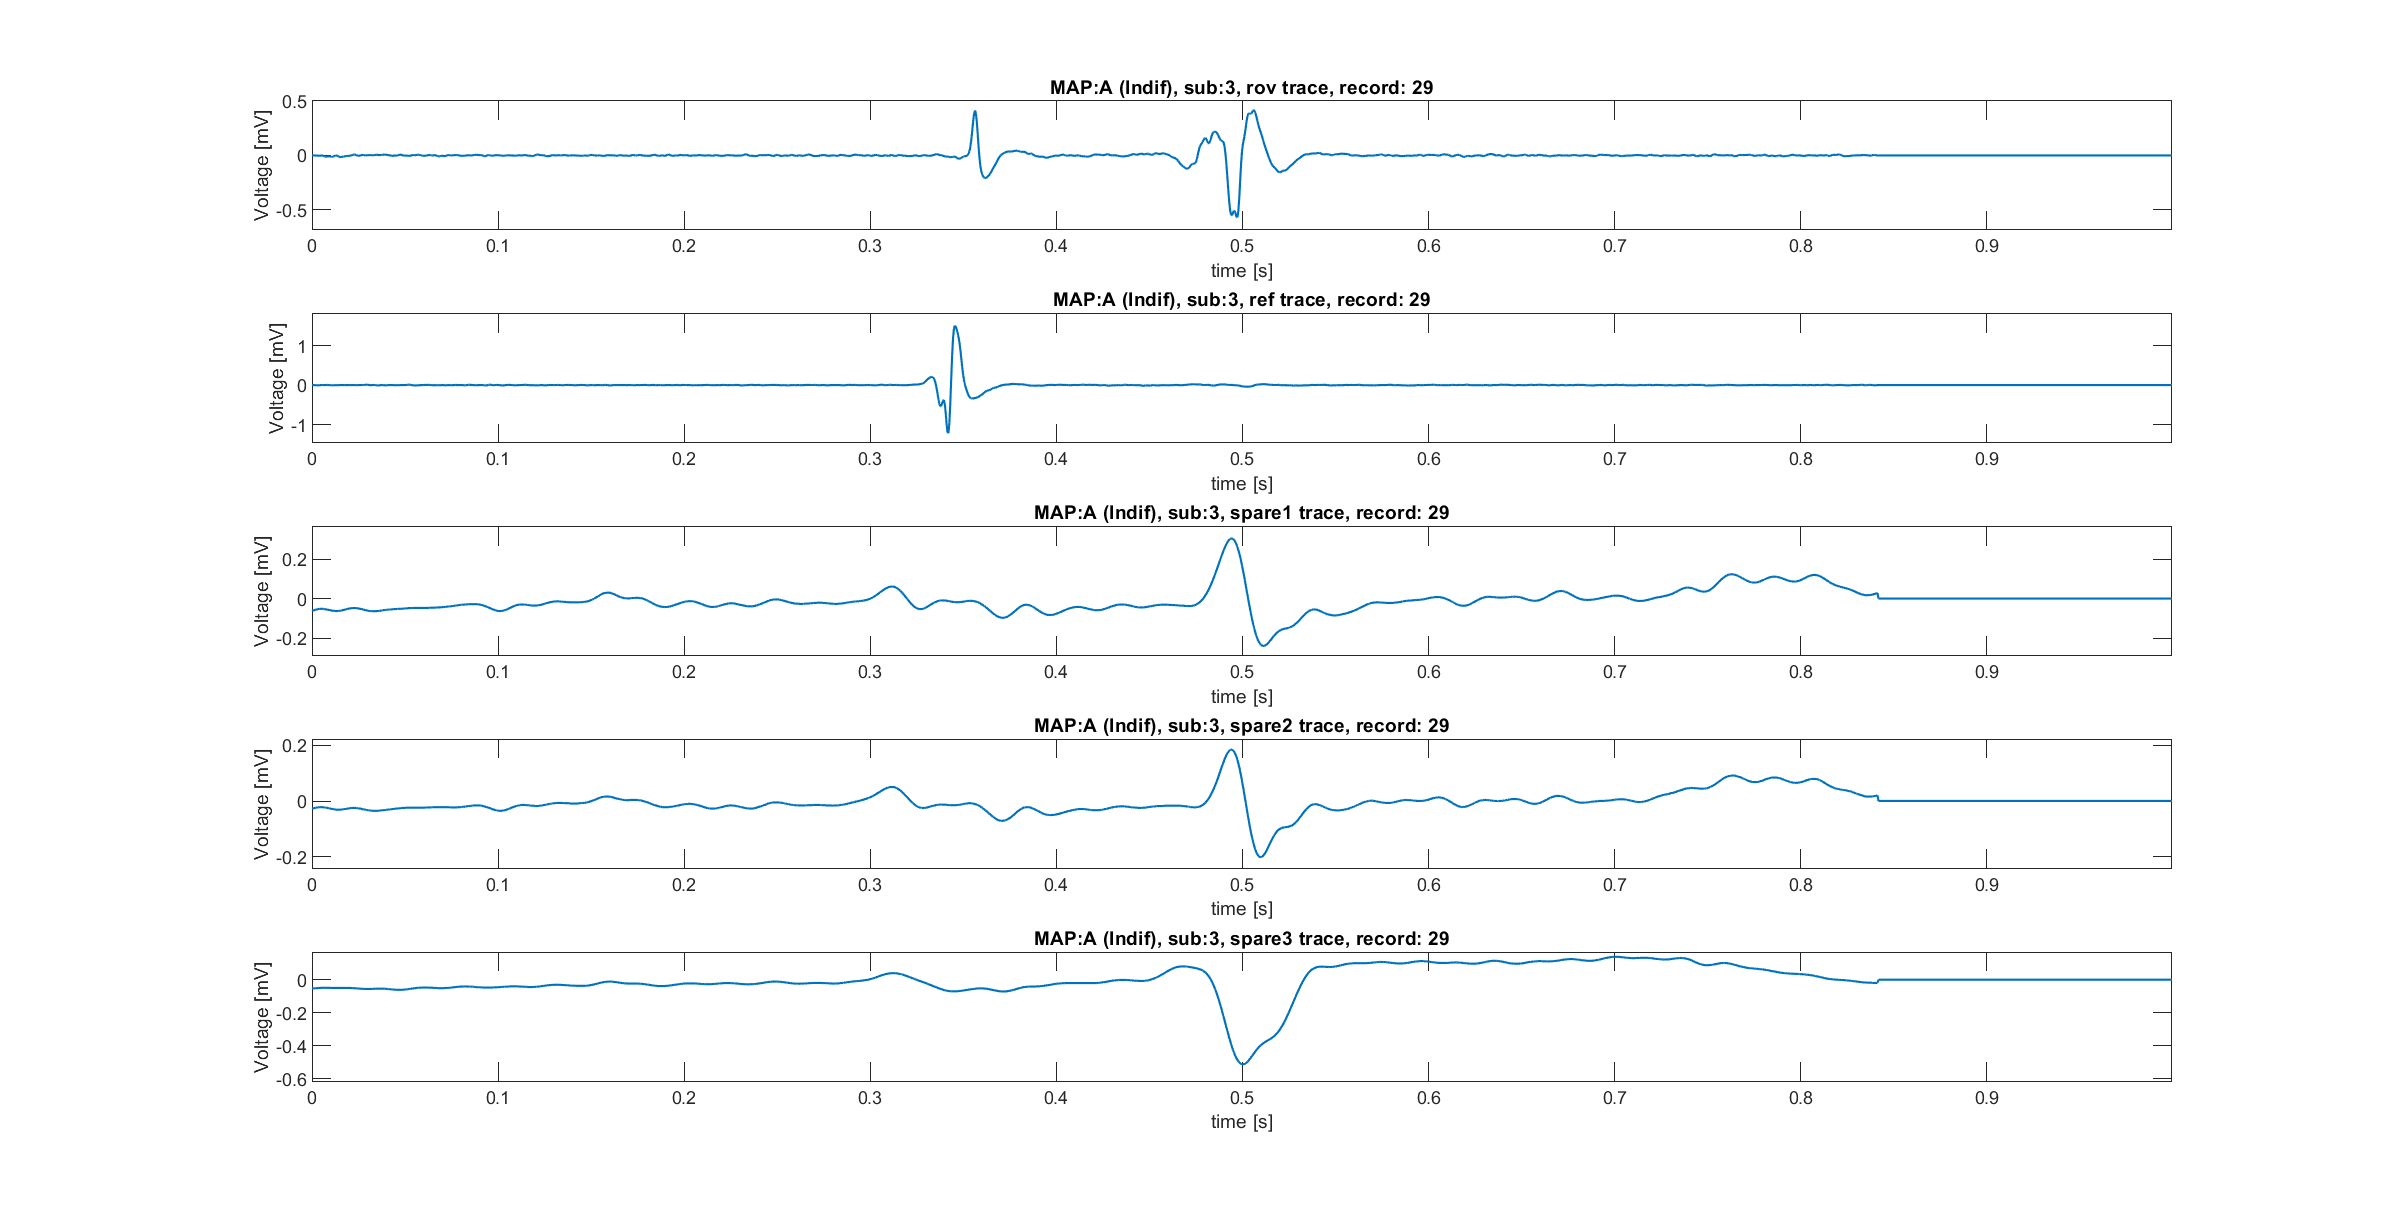 MAP:A (Indif), sub:3, rov trace, record: 29
Voltage [mV]
0.5
0
-0.5
0 0.1 0.2 0.3 0.4 0.5 0.6 0.7 0.8 0.9
time [s]
MAP:A (Indif), sub:3, ref trace, record: 29
Voltage [mV]
1
0
-1
0 0.1 0.2 0.3 0.4 0.5 0.6 0.7 0.8 0.9
time [s]
MAP:A (Indif), sub:3, spare1 trace, record: 29
Voltage [mV]
0.2
0
-0.2
0 0.1 0.2 0.3 0.4 0.5 0.6 0.7 0.8 0.9
time [s]
MAP:A (Indif), sub:3, spare2 trace, record: 29
Voltage [mV]
0.2
0
-0.2
0 0.1 0.2 0.3 0.4 0.5 0.6 0.7 0.8 0.9
time [s]
MAP:A (Indif), sub:3, spare3 trace, record: 29
Voltage [mV]
0
-0.2
-0.4
-0.6
0 0.1 0.2 0.3 0.4 0.5 0.6 0.7 0.8 0.9
time [s]